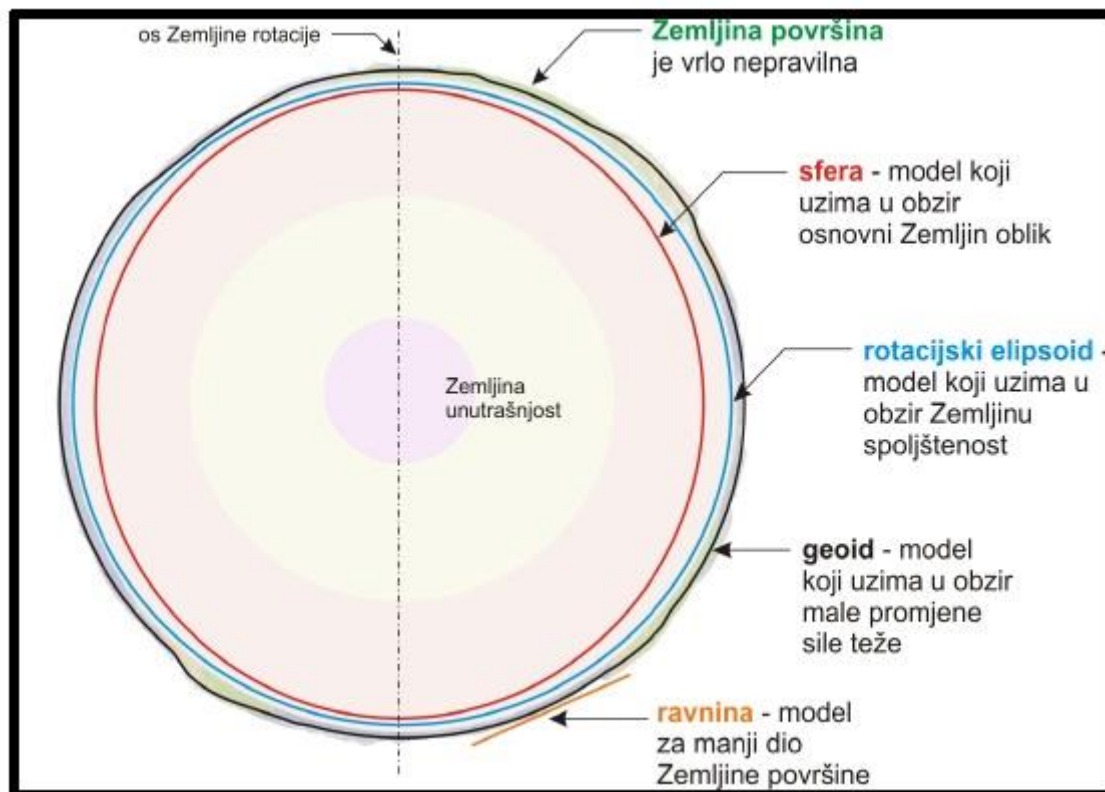 os Zemljine rotacije
Zemljina površina
je vrlo nepravilna
sfera - model koji
uzima u obzir
osnovni Zemljin oblik
rotacijski elipsoid -
model koji uzima u
obzir Zemljinu
spoljštenost
Zemljina
unutrašnjost
geoid - model
koji uzima u obzir
male promjene
sile teže
ravnina - model
za manji dio
Zemljine površine